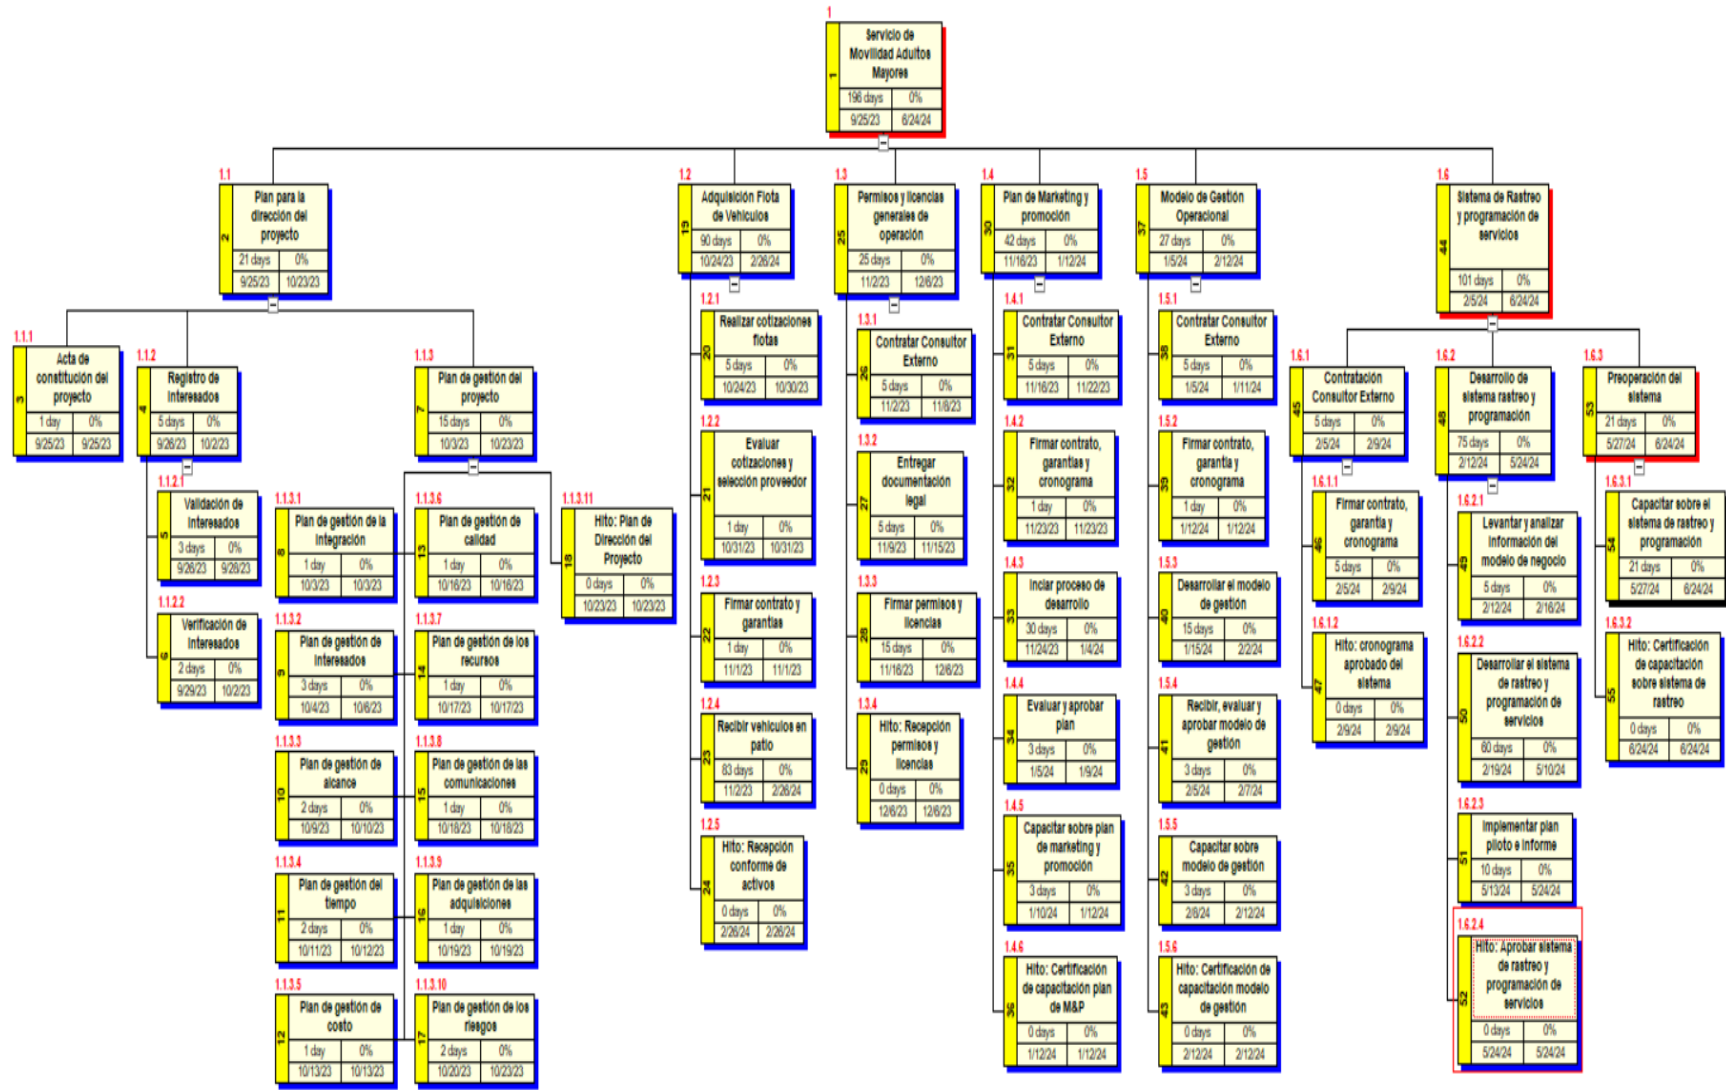 1
Servicio de
Movilidad Adultos
Mayores
1
196 days 0%
9/25/23 6/24/24
1.1
Plan para la
dirección del
proyecto
2
21 days 0%
9/25/23 10/23/23
1.1.1
Acta de
constitución del
proyecto
3
1 day 0%
9/25/23 9/25/23
1.1.2
Registro de
Interesados
4
5 days 0%
9/26/23 10/2/23
1.1.2.1
Validación de
Interesados
5
3 days 0%
9/26/23 9/28/23
1.1.2.2
Verificación de
Interesados
6
2 days 0%
9/29/23 10/2/23
1.1.3
Plan de gestión del
proyecto
7
15 days 0%
10/3/23 10/23/23
1.1.3.1
Plan de gestión de la
Integración
8
1 day 0%
10/3/23 10/3/23
1.1.3.2
Plan de gestión de
Interesados
9
3 days 0%
10/4/23 10/6/23
1.1.3.3
Plan de gestión de
alcance
10
2 days 0%
10/9/23 10/10/23
1.1.3.4
Plan de gestión del
tiempo
11
2 days 0%
10/11/23 10/12/23
1.1.3.5
Plan de gestión de
costo
12
1 day 0%
10/13/23 10/13/23
1.1.3.6
Plan de gestión de
calidad
13
1 day 0%
10/16/23 10/16/23
1.1.3.7
Plan de gestión de los
recursos
14
1 day 0%
10/17/23 10/17/23
1.1.3.8
Plan de gestión de las
comunicaciones
15
1 day 0%
10/18/23 10/18/23
1.1.3.9
Plan de gestión de las
adquisiciones
16
1 day 0%
10/19/23 10/19/23
1.1.3.10
Plan de gestión de los
riesgos
17
2 days 0%
10/20/23 10/23/23
1.1.3.11
Hito: Plan de
Dirección del
Proyecto
18
0 days 0%
10/23/23 10/23/23
1.2
Adquisición Flota
de Vehículos
19
90 days 0%
10/24/23 2/26/24
1.2.1
Realizar cotizaciones
flotas
20
5 days 0%
10/24/23 10/30/23
1.2.2
Evaluar
cotizaciones y
selección proveedor
21
1 day 0%
10/31/23 10/31/23
1.2.3
Firmar contrato y
garantías
22
1 day 0%
11/1/23 11/1/23
1.2.4
Recibir vehículos en
patio
23
83 days 0%
11/2/23 2/26/24
1.2.5
Hito: Recepción
conforme de
activos
24
0 days 0%
2/26/24 2/26/24
1.3
Permisos y licencias
generales de
operación
25
25 days 0%
11/2/23 12/6/23
1.3.1
Contratar Consultor
Externo
26
5 days 0%
11/2/23 11/8/23
1.3.2
Entregar
documentación
legal
27
5 days 0%
11/9/23 11/15/23
1.3.3
Firmar permisos y
licencias
28
15 days 0%
11/16/23 12/6/23
1.3.4
Hito: Recepción
permisos y
licencias
29
0 days 0%
12/6/23 12/6/23
1.4
Plan de Marketing y
promoción
30
42 days 0%
11/16/23 1/12/24
1.4.1
Contratar Consultor
Externo
31
5 days 0%
11/16/23 11/22/23
1.4.2
Firmar contrato,
garantías y
cronograma
32
1 day 0%
11/23/23 11/23/23
1.4.3
Inciar proceso de
desarrollo
33
30 days 0%
11/24/23 1/4/24
1.4.4
Evaluar y aprobar
plan
34
3 days 0%
1/5/24 1/9/24
1.4.5
Capacitar sobre plan
de marketing y
promoción
35
3 days 0%
1/10/24 1/12/24
1.4.6
Hito: Certificación
de capacitación plan
de M&P
36
0 days 0%
1/12/24 1/12/24
1.5
Modelo de Gestión
Operacional
37
27 days 0%
1/5/24 2/12/24
1.5.1
Contratar Consultor
Externo
38
5 days 0%
1/5/24 1/11/24
1.5.2
Firmar contrato,
garantía y
cronograma
39
1 day 0%
1/12/24 1/12/24
1.5.3
Desarrollar el modelo
de gestión
40
15 days 0%
1/15/24 2/2/24
1.5.4
Recibir, evaluar y
aprobar modelo de
gestión
41
3 days 0%
2/5/24 2/7/24
1.5.5
Capacitar sobre
modelo de gestión
42
3 days 0%
2/8/24 2/12/24
1.5.6
Hito: Certificación de
capacitación modelo
de gestión
43
0 days 0%
2/12/24 2/12/24
1.6
Sistema de Rastreo
y programación de
servicios
44
101 days 0%
2/5/24 6/24/24
1.6.1
Contratación
Consultor Externo
45
5 days 0%
2/5/24 2/9/24
1.6.1.1
Firmar contrato,
garantía y
cronograma
46
5 days 0%
2/5/24 2/9/24
1.6.1.2
Hito: cronograma
aprobado del
sistema
47
0 days 0%
2/9/24 2/9/24
1.6.2
Desarrollo de
sistema rastreo y
programación
48
75 days 0%
2/12/24 5/24/24
1.6.2.1
Levantar y analizar
Información del
modelo de negocio
49
5 days 0%
2/12/24 2/16/24
1.6.2.2
Desarrollar el sistema
de rastreo y
programación de
servicios
50
60 days 0%
2/19/24 5/10/24
1.6.2.3
Implementar plan
piloto e Informe
51
10 days 0%
5/13/24 5/24/24
1.6.2.4
Hito: Aprobar sistema
de rastreo y
programación de
servicios
52
0 days 0%
5/24/24 5/24/24
1.6.3
Preoperación del
sistema
53
21 days 0%
5/27/24 6/24/24
1.6.3.1
Capacitar sobre el
sistema de rastreo y
programación
54
21 days 0%
5/27/24 6/24/24
1.6.3.2
Hito: Certificación
de capacitación
sobre sistema de
rastreo
55
0 days 0%
6/24/24 6/24/24